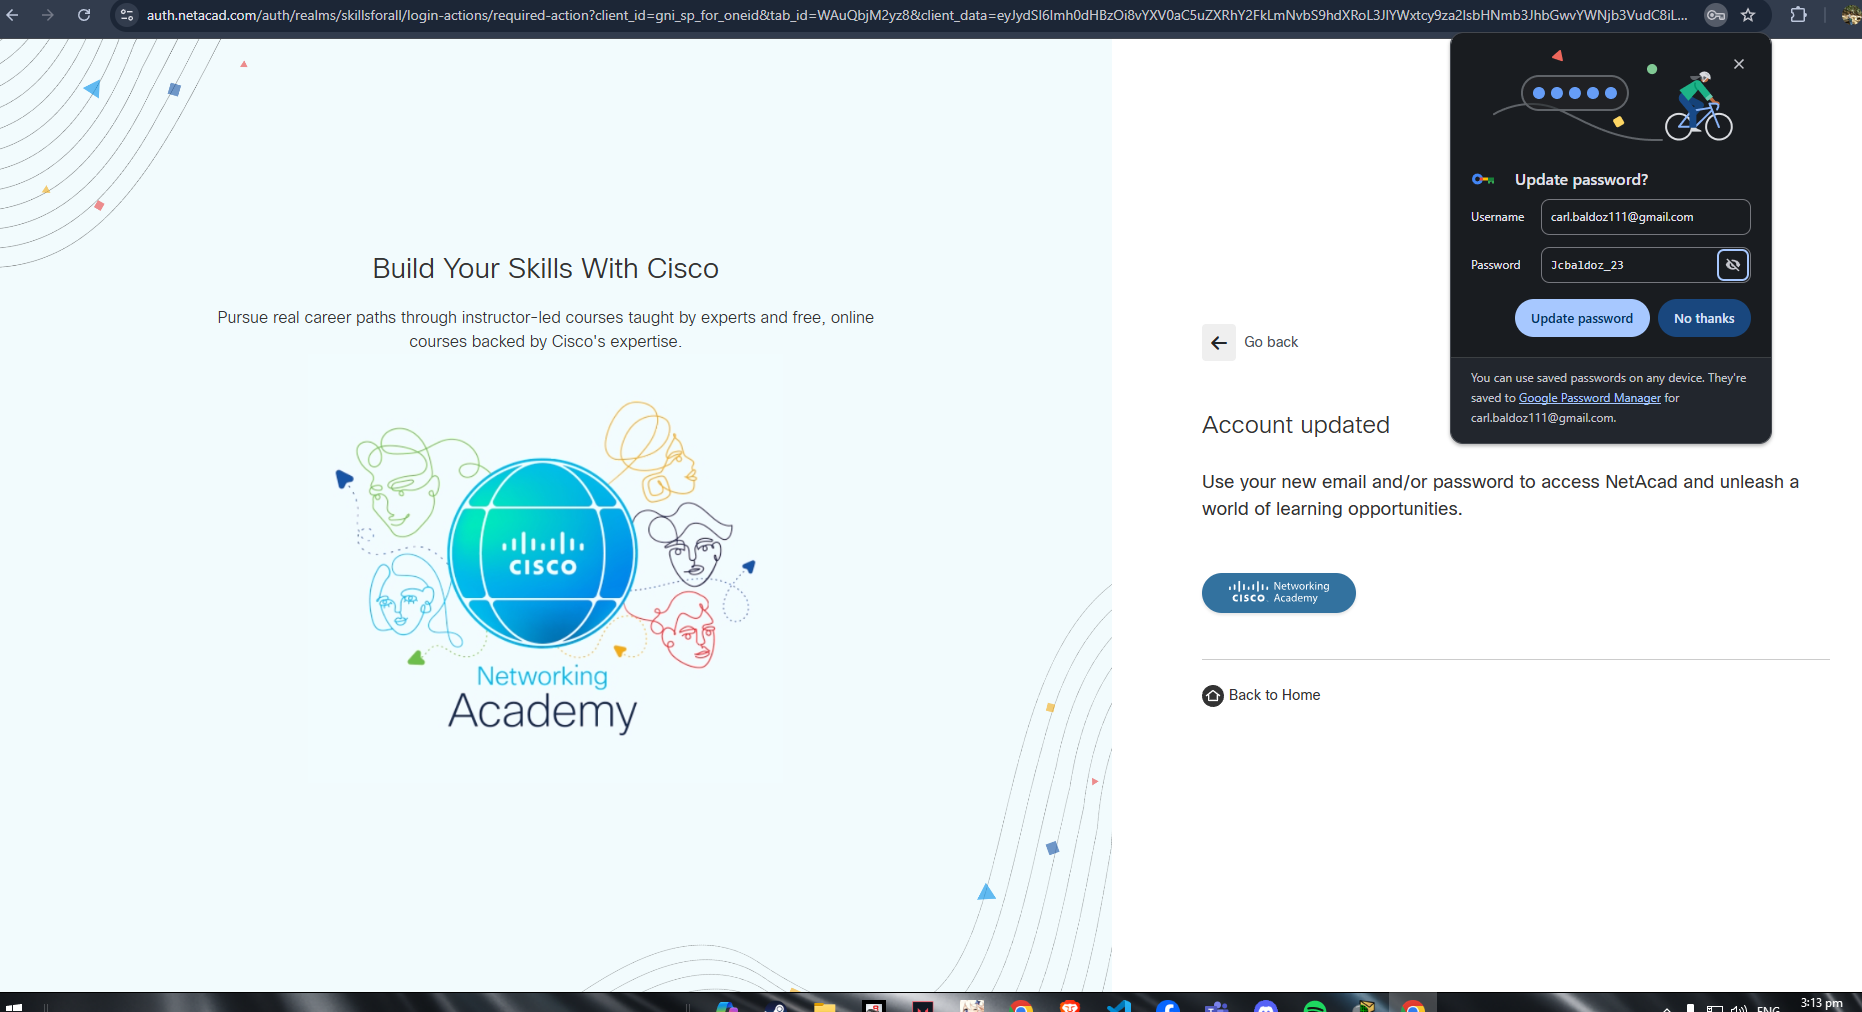 auth.netacad.com/auth/realms/skillsforall/login-actions/required-action?client_id=gni_sp_for_oneid&tab_id=WAuQbjM2yz8&client_data=eyJydSI6Imh0dHBzOi8vYXV0aC5uZXRhY2FkLmNvbS9hdXRoL3JlYWxtcy9za2lsbHNmb3JhbGwvYWNjb3VudC8iL...
Build Your Skills With Cisco
Pursue real career paths through instructor-led courses taught by experts and free, online
courses backed by Cisco's expertise.
CISCO
Networking
Academy
Update password?
Username
carl.baldoz111@gmail.com
Password
Jcbaldoz_23
Update password
No thanks
You can use saved passwords on any device. They're
saved to Google Password Manager for
carl.baldoz111@gmail.com.
Go back
Account updated
Use your new email and/or password to access NetAcad and unleash a
world of learning opportunities.
CISCO. Networking Academy
Back to Home
ENG
3:13 pm